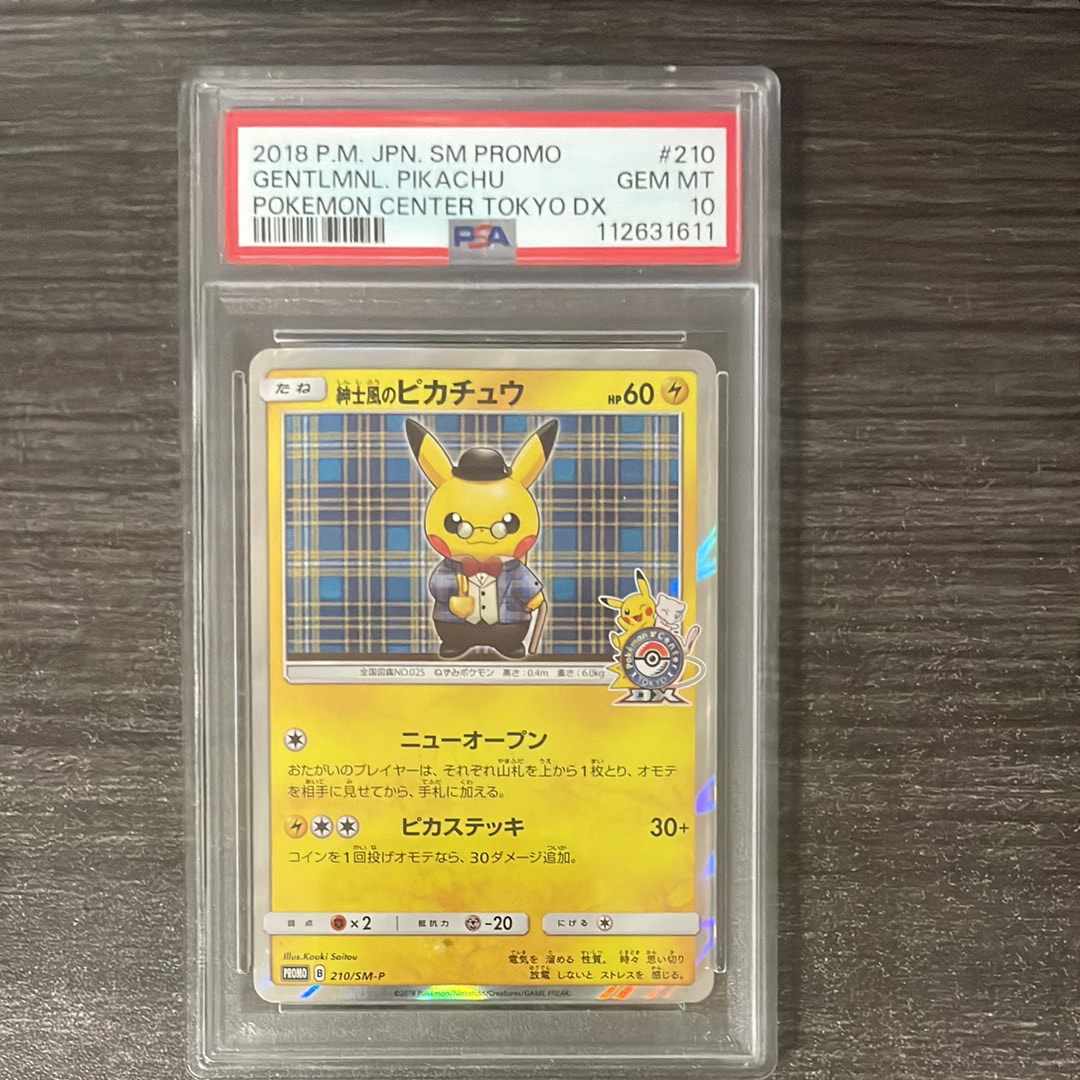 2018 P.M. JPN. SM PROMO #210
GENTLMNL. PIKACHU GEM MT
POKEMON CENTER TOKYO DX 10
PSA 112631611
たね 紳士風のピカチュウ HP60
全国図鑑NO.025 ねずみポケモン 高さ:0.4m 重さ:6.0kg
Pokémon Center
TOKYO
DX
ニューオープン
おたがいのプレイヤーは、それぞれ山札を上から1枚とり、オモテ
を相手に見せてから、手札に加える。
ピカステッキ 30+
コインを1回投げオモテなら、30ダメージ追加。
弱点 ×2 抵抗力 -20 にげる
Illus.Kouki Saitou
電気を 溜める 性質。 時々 思い切り
放電 しないと ストレスを 感じる。
PROMO B 210/SM-P
©2018 Pokémon/Nintendo/Creatures/GAME FREAK.